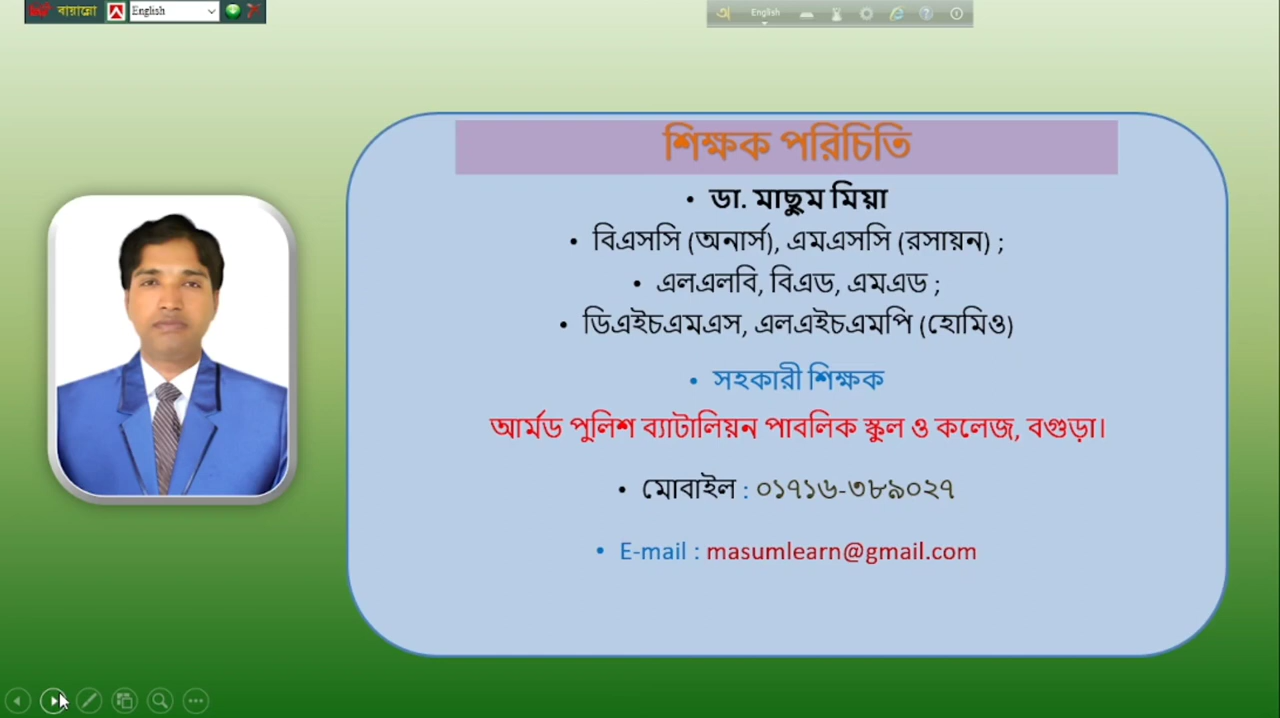 বায়ান্নো English
অ English
শিক্ষক পরিচিতি
• ডা. মাছুম মিয়া
• বিএসসি (অনার্স), এমএসসি (রসায়ন) ;
• এলএলবি, বিএড, এমএড ;
• ডিএইচএমএস, এলএইচএমপি (হোমিও)
• সহকারী শিক্ষক
আর্মড পুলিশ ব্যাটালিয়ন পাবলিক স্কুল ও কলেজ, বগুড়া।
• মোবাইল : ০১৭১৬-৩৮৯০২৭
• E-mail : masumlearn@gmail.com